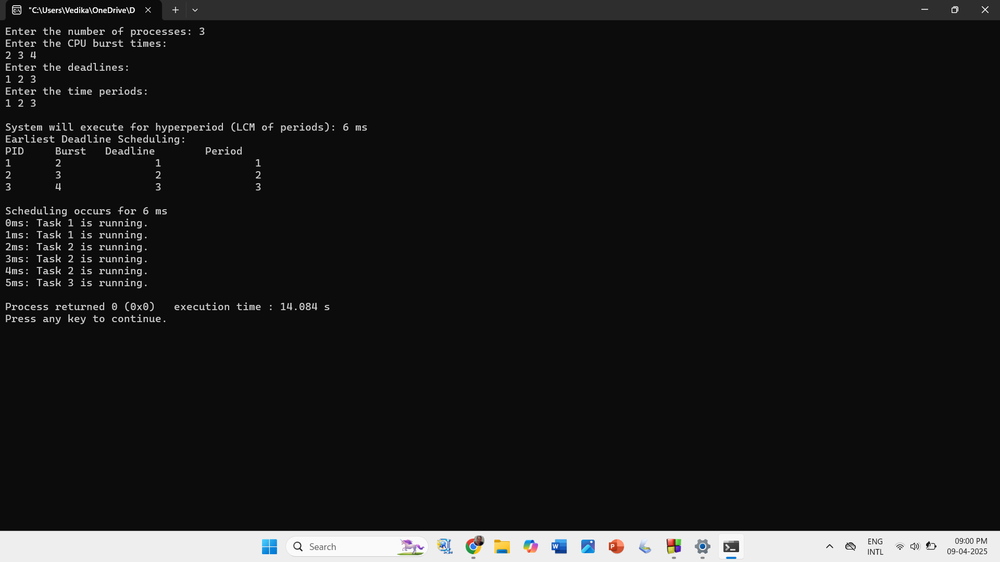 "C:\Users\Vedika\OneDrive\D
Enter the number of processes: 3
Enter the CPU burst times:
2 3 4
Enter the deadlines:
1 2 3
Enter the time periods:
1 2 3
System will execute for hyperperiod (LCM of periods): 6 ms
Earliest Deadline Scheduling:
PID Burst Deadline Period
1 2 1 1
2 3 2 2
3 4 3 3
Scheduling occurs for 6 ms
0ms: Task 1 is running.
1ms: Task 1 is running.
2ms: Task 2 is running.
3ms: Task 2 is running.
4ms: Task 2 is running.
5ms: Task 3 is running.
Process returned 0 (0x0) execution time : 14.084 s
Press any key to continue.
Search
ENG
INTL
09:00 PM
09-04-2025